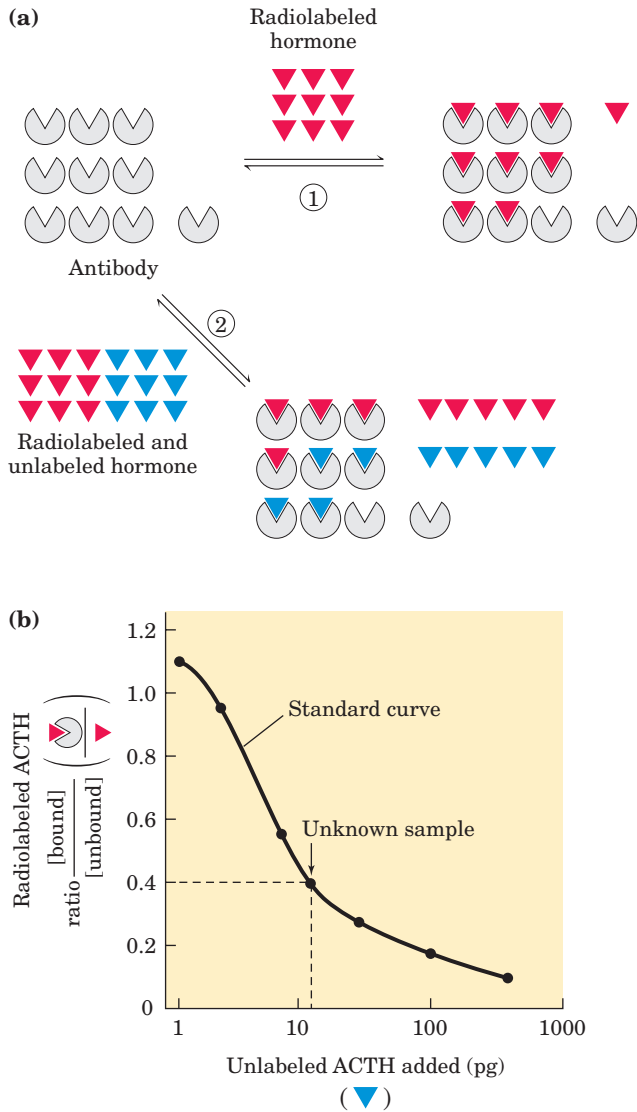 (a)
Radiolabeled
hormone
1
Antibody
2
Radiolabeled and
unlabeled hormone
(b)
Radiolabeled ACTH
ratio [bound]
[unbound]
1.2
1.0
0.8
0.6
0.4
0.2
0
Standard curve
Unknown sample
1 10 100 1000
Unlabeled ACTH added (pg)
( )